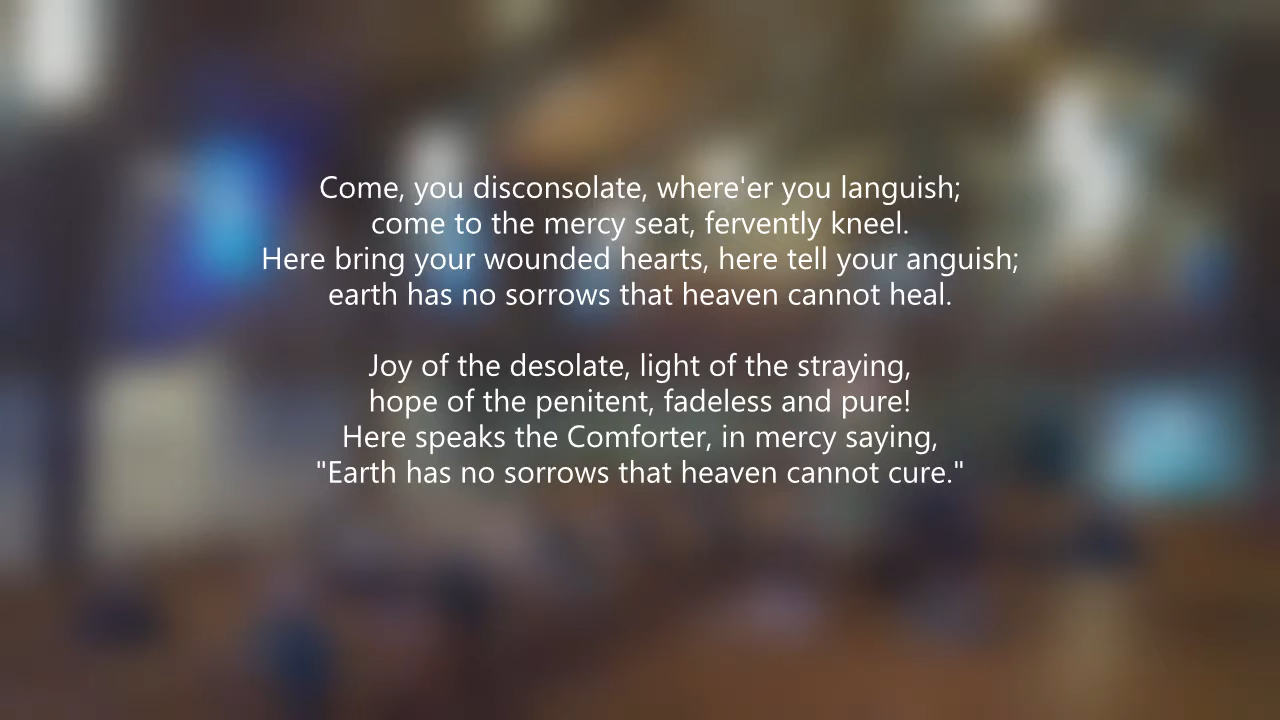 Come, you disconsolate, where'er you languish;
come to the mercy seat, fervently kneel.
Here bring your wounded hearts, here tell your anguish;
earth has no sorrows that heaven cannot heal.
Joy of the desolate, light of the straying,
hope of the penitent, fadeless and pure!
Here speaks the Comforter, in mercy saying,
"Earth has no sorrows that heaven cannot cure."